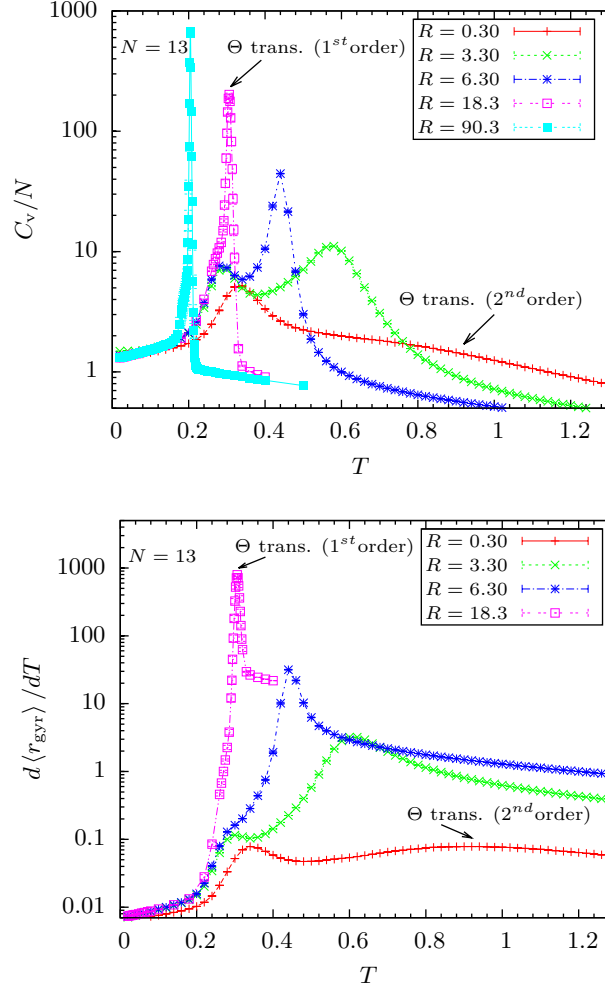 N = 13
Θ trans. (1st order)
R = 0.30
R = 3.30
R = 6.30
R = 18.3
R = 90.3
Θ trans. (2nd order)
1000
100
10
1
Cv/N
0 0.2 0.4 0.6 0.8 1 1.2
T
N = 13
Θ trans. (1st order)
R = 0.30
R = 3.30
R = 6.30
R = 18.3
Θ trans. (2nd order)
1000
100
10
1
0.1
0.01
d⟨rgyr⟩/dT
0 0.2 0.4 0.6 0.8 1 1.2
T